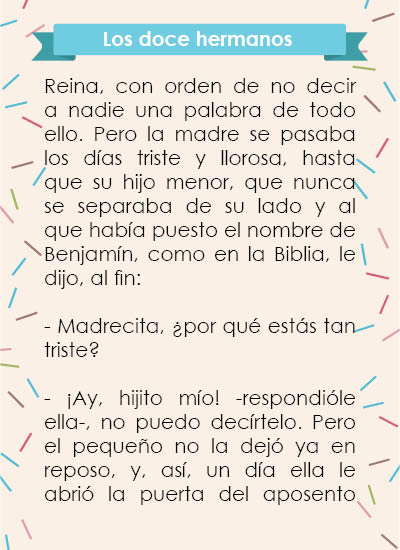 Los doce hermanos
Reina, con orden de no decir
a nadie una palabra de todo
ello. Pero la madre se pasaba
los días triste y llorosa, hasta
que su hijo menor, que nunca
se separaba de su lado y al
que había puesto el nombre de
Benjamín, como en la Biblia, le
dijo, al fin:
- Madrecita, ¿por qué estás tan
triste?
- ¡Ay, hijito mío! -respondióle
ella-, no puedo decírtelo. Pero
el pequeño no la dejó ya en
reposo, y, así, un día ella le
abrió la puerta del aposento